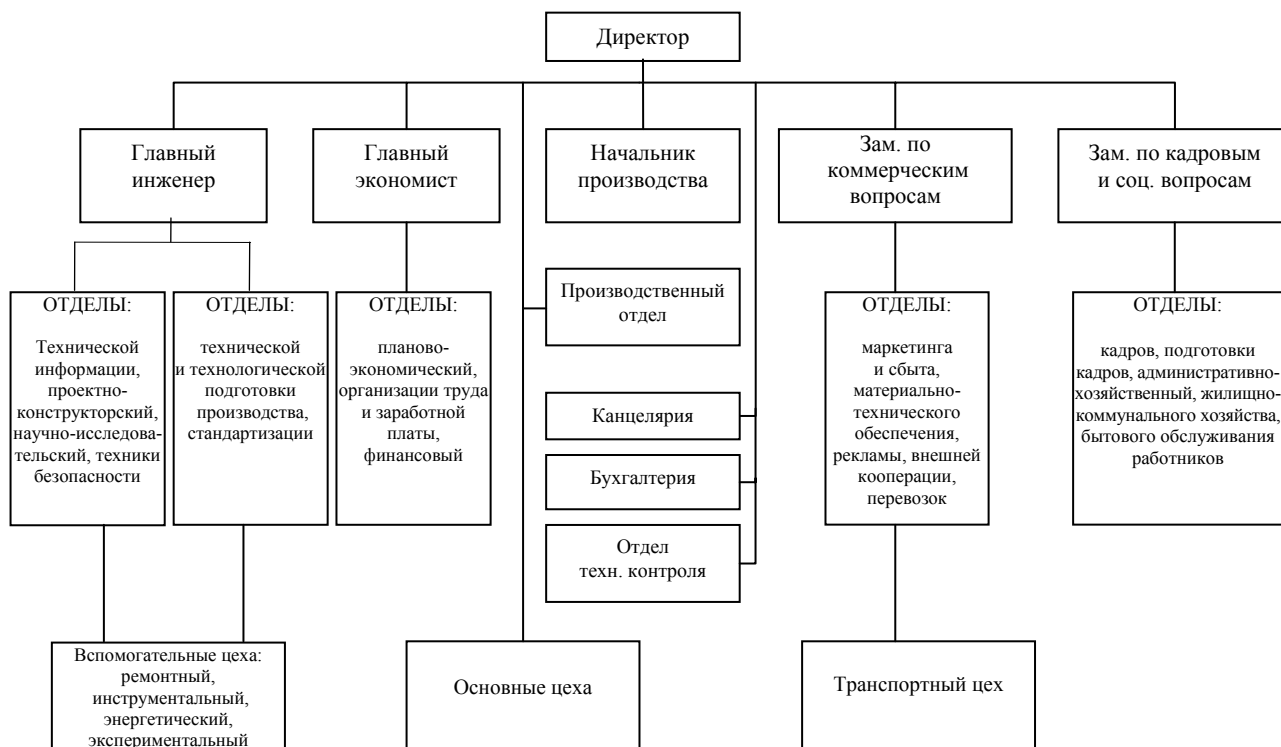 Директор
Главный
инженер
Главный
экономист
Начальник
производства
Зам. по
коммерческим
вопросам
Зам. по кадровым
и соц. вопросам
ОТДЕЛЫ:
Технической
информации,
проектно-
конструкторский,
научно-исследова-
тельский, техники
безопасности
ОТДЕЛЫ:
технической
и технологической
подготовки
производства,
стандартизации
ОТДЕЛЫ:
планово-
экономический,
организации труда
и заработной
платы,
финансовый
Производственный
отдел
Канцелярия
Бухгалтерия
Отдел
техн. контроля
ОТДЕЛЫ:
маркетинга
и сбыта,
материально-
технического
обеспечения,
рекламы, внешней
кооперации,
перевозок
ОТДЕЛЫ:
кадров, подготовки
кадров, административно-
хозяйственный, жилищно-
коммунального хозяйства,
бытового обслуживания
работников
Вспомогательные цеха:
ремонтный,
инструментальный,
энергетический,
экспериментальный
Основные цеха
Транспортный цех